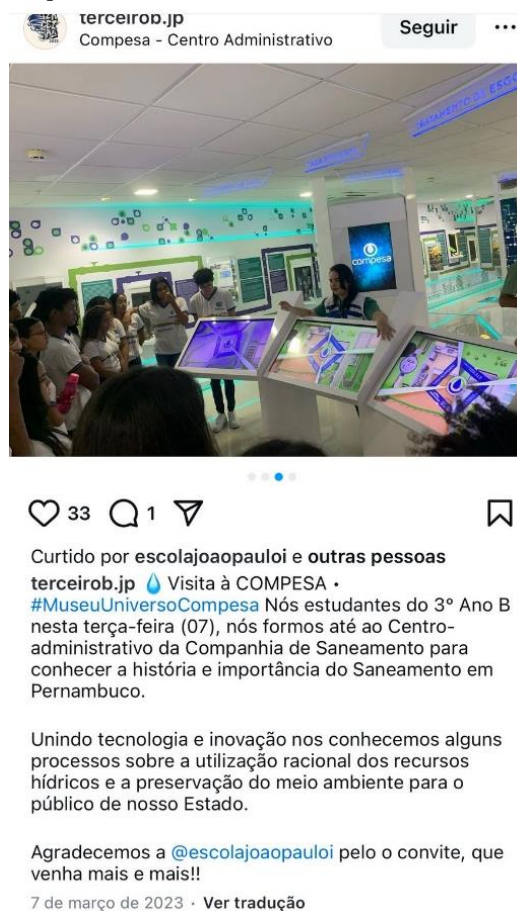 terceirob.jp
Compesa - Centro Administrativo
Seguir
TRATAMENTO DE ESGO
compesa
33
1
Curtido por escolajoaopauloi e outras pessoas
terceirob.jp 💧 Visita à COMPESA •
#MuseuUniversoCompesa Nós estudantes do 3° Ano B
nesta terça-feira (07), nós formos até ao Centro-
administrativo da Companhia de Saneamento para
conhecer a história e importância do Saneamento em
Pernambuco.
Unindo tecnologia e inovação nos conhecemos alguns
processos sobre a utilização racional dos recursos
hídricos e a preservação do meio ambiente para o
público de nosso Estado.
Agradecemos a @escolajoaopauloi pelo o convite, que
venha mais e mais!!
7 de março de 2023 · Ver tradução